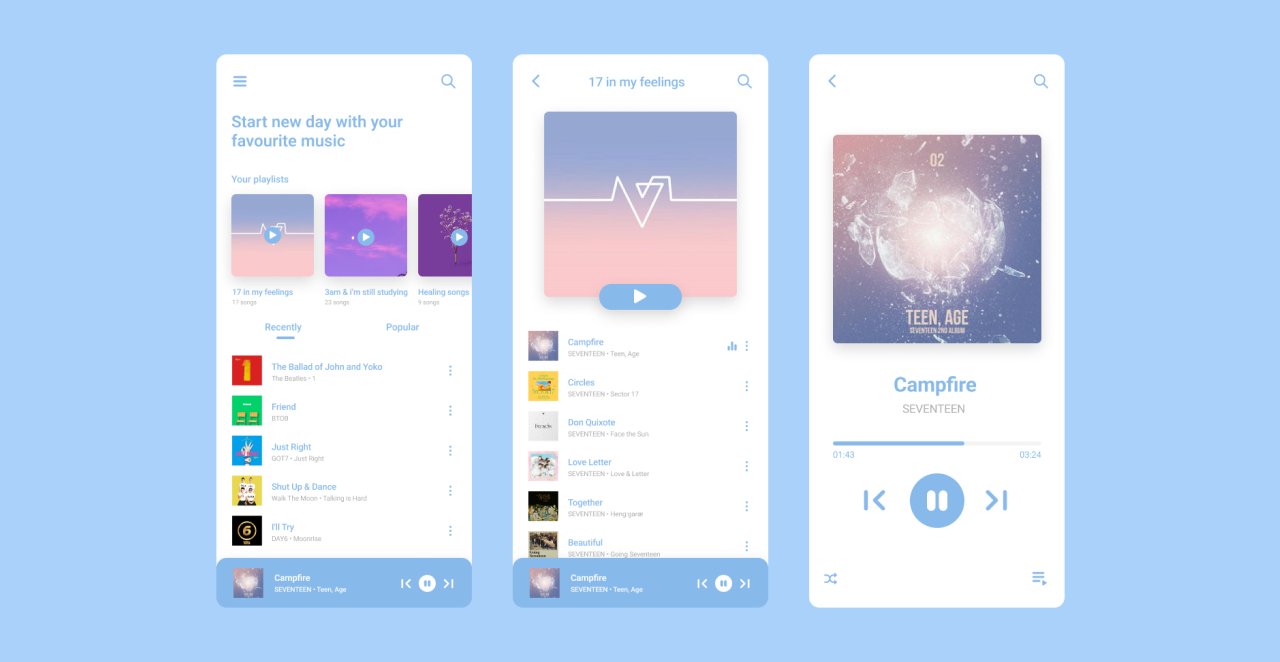 Start new day with your
favourite music
Your playlists
17 in my feelings
17 songs
3am & i'm still studying
22 songs
Healing songs
9 songs
Recently
Popular
The Ballad of John and Yoko
The Beatles • 1
Friend
BTOB
Just Right
GOT7 • Just Right
Shut Up & Dance
Walk The Moon • Talking is Hard
I'll Try
DAY6 • Moonrise
Campfire
SEVENTEEN • Teen, Age
17 in my feelings
Campfire
SEVENTEEN • Teen, Age
Circles
SEVENTEEN • Sector 17
Don Quixote
SEVENTEEN • Face the Sun
Love Letter
SEVENTEEN • Love & Letter
Together
SEVENTEEN • Heng:garæ
Beautiful
SEVENTEEN • Going Seventeen
Campfire
SEVENTEEN • Teen, Age
02
TEEN, AGE
SEVENTEEN 2ND ALBUM
Campfire
SEVENTEEN
01:43
03:24